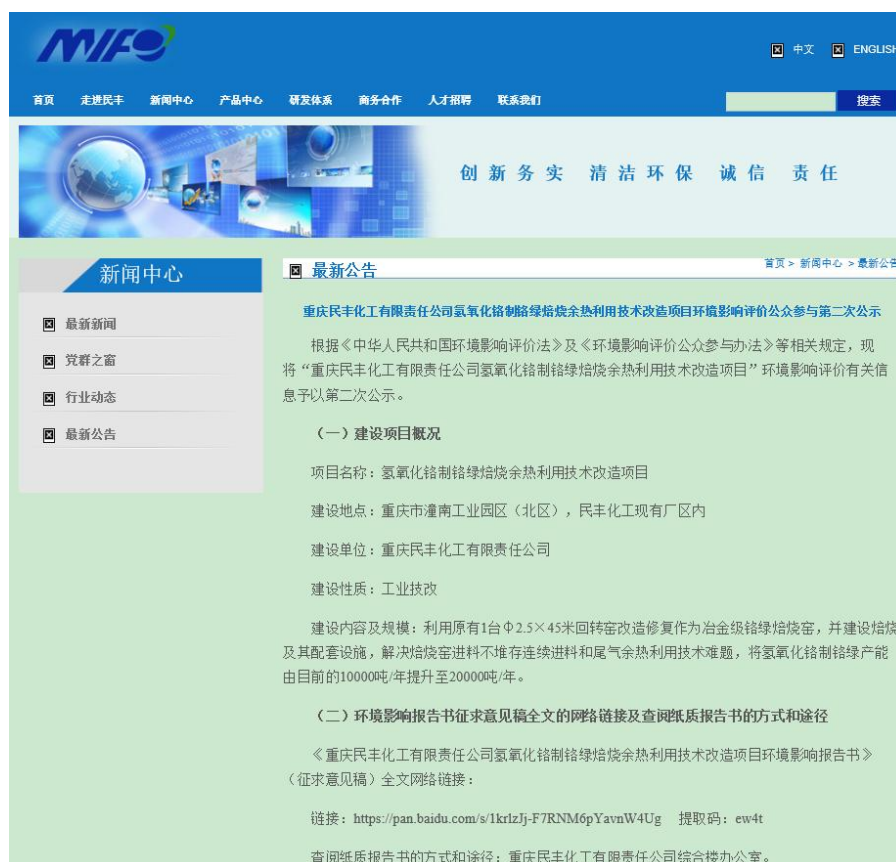 MIFO
中文 ENGLISH
首页 走进民丰 新闻中心 产品中心 研发体系 商务合作 人才招聘 联系我们 搜索
创新务实 清洁环保 诚信 责任
新闻中心
最新新闻
党群之窗
行业动态
最新公告
最新公告
首页 > 新闻中心 > 最新公告
重庆民丰化工有限责任公司氢氧化铬制铬绿焙烧余热利用技术改造项目环境影响评价公众参与第二次公示
根据《中华人民共和国环境影响评价法》及《环境影响评价公众参与办法》等相关规定，现
将“重庆民丰化工有限责任公司氢氧化铬制铬绿焙烧余热利用技术改造项目”环境影响评价有关信
息予以第二次公示。
（一）建设项目概况
项目名称：氢氧化铬制铬绿焙烧余热利用技术改造项目
建设地点：重庆市潼南工业园区（北区），民丰化工现有厂区内
建设单位：重庆民丰化工有限责任公司
建设性质：工业技改
建设内容及规模：利用原有1台Φ2.5×45米回转窑改造修复作为冶金级铬绿焙烧窑，并建设焙烧
及其配套设施，解决焙烧窑进料不堆存连续进料和尾气余热利用技术难题，将氢氧化铬制铬绿产能
由目前的10000吨/年提升至20000吨/年。
（二）环境影响报告书征求意见稿全文的网络链接及查阅纸质报告书的方式和途径
《重庆民丰化工有限责任公司氢氧化铬制铬绿焙烧余热利用技术改造项目环境影响报告书》
（征求意见稿）全文网络链接：
链接：https://pan.baidu.com/s/1krlzJj-F7RNM6pYavnW4Ug 提取码：ew4t
查阅纸质报告书的方式和途径：重庆民丰化工有限责任公司综合楼办公室。